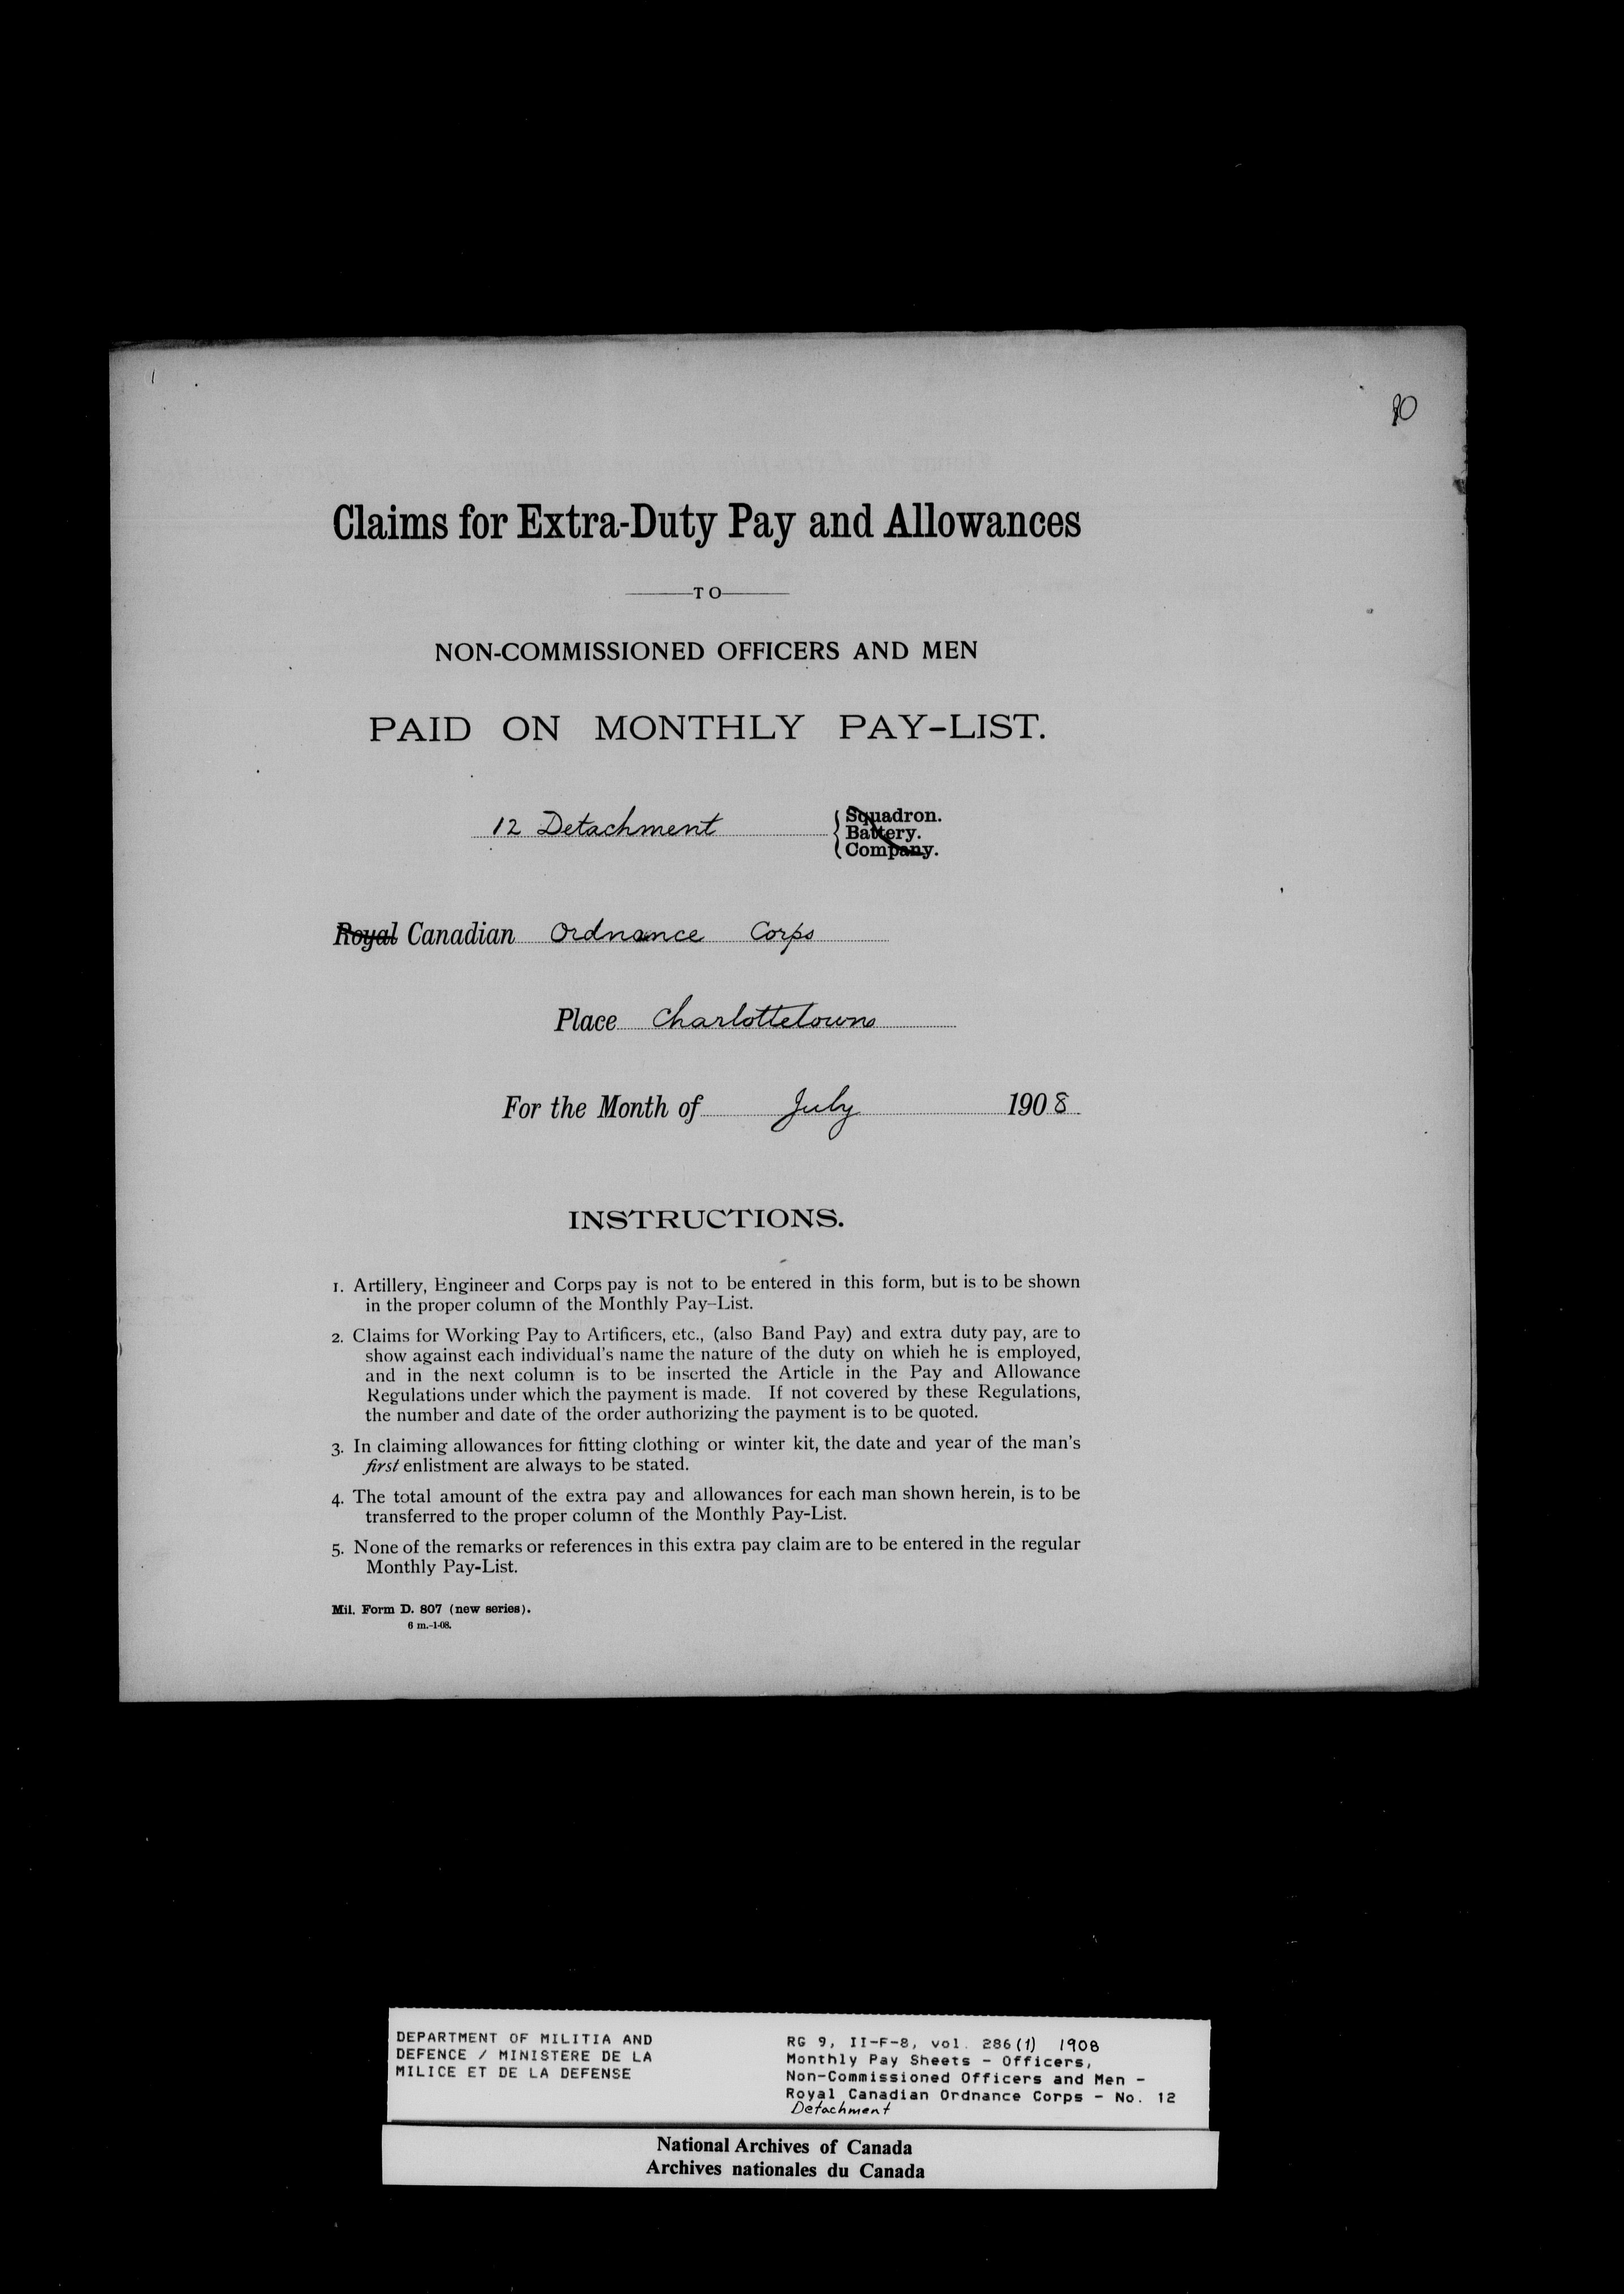 1
Claims for Extra-Duty Pay and Allowances
TO
NON-COMMISSIONED OFFICERS AND MEN
PAID ON MONTHLY PAY-LIST.
12 Detachment
Squadron.
Battery.
Company.
Royal Canadian Ordnance Corps
Place Charlottetown
For the Month of July 1908
INSTRUCTIONS.
1. Artillery, Engineer and Corps pay is not to be entered in this form, but is to be shown
in the proper column of the Monthly Pay-List.
2. Claims for Working Pay to Artificers, etc., (also Band Pay) and extra duty pay, are to
show against each individual's name the nature of the duty on whieh he is employed,
and in the next column is to be inserted the Article in the Pay and Allowance
Regulations under which the payment is made. If not covered by these Regulations,
the number and date of the order authorizing the payment is to be quoted.
3. In claiming allowances for fitting clothing or winter kit, the date and year of the man's
first enlistment are always to be stated.
4. The total amount of the extra pay and allowances for each man shown herein, is to be
transferred to the proper column of the Monthly Pay-List.
5. None of the remarks or references in this extra pay claim are to be entered in the regular
Monthly Pay-List.
Mil. Form D. 807 (new series).
6 m.-1-08.
DEPARTMENT OF MILITIA AND
DEFENCE / MINISTERE DE LA
MILICE ET DE LA DEFENSE
RG 9, II-F-8, vol. 286(1) 1908
Monthly Pay Sheets - Officers,
Non-Commissioned Officers and Men -
Royal Canadian Ordnance Corps - No. 12
Detachment
National Archives of Canada
Archives nationales du Canada